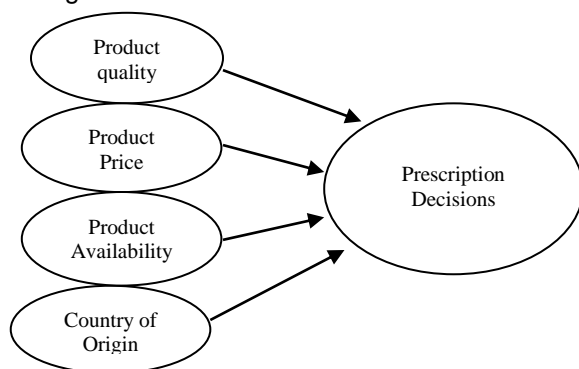 Product
quality
Product
Price
Product
Availability
Country of
Origin
Prescription
Decisions